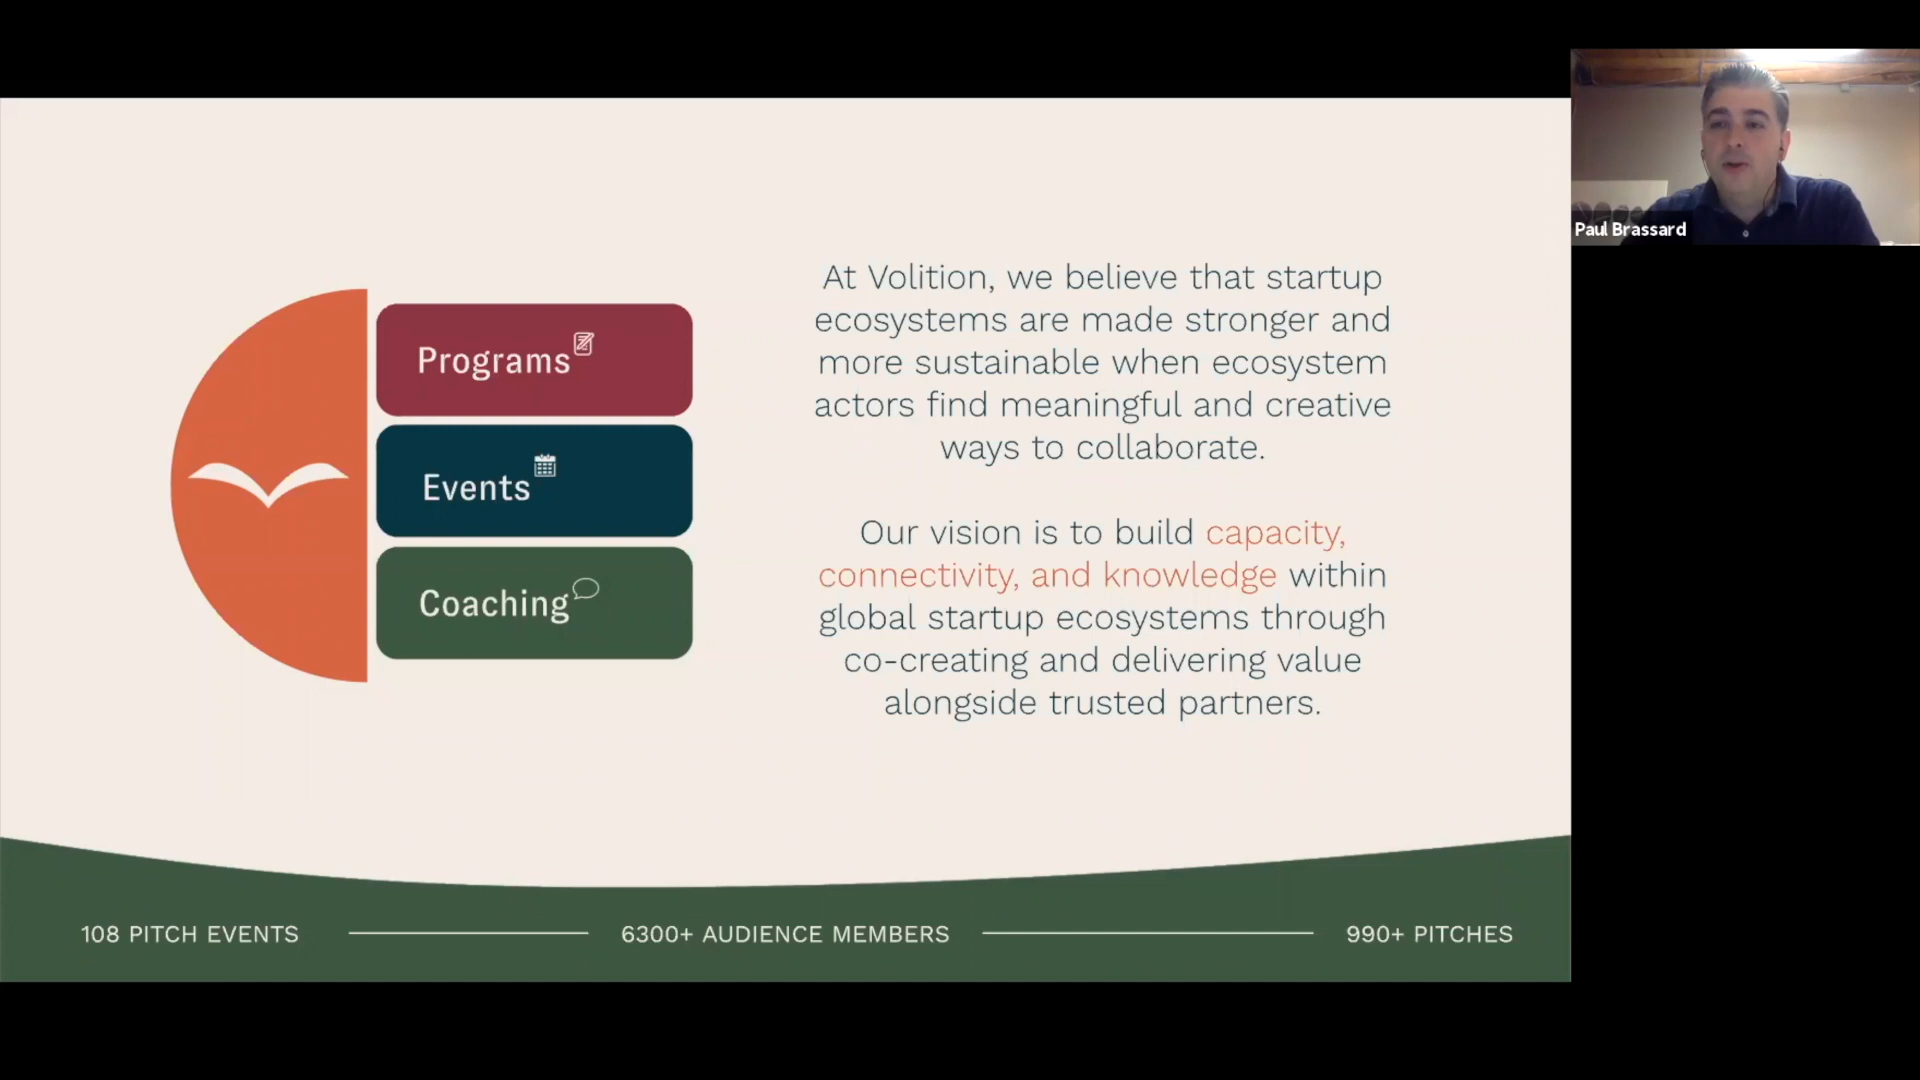 Programs
Events
Coaching
At Volition, we believe that startup
ecosystems are made stronger and
more sustainable when ecosystem
actors find meaningful and creative
ways to collaborate.
Our vision is to build capacity,
connectivity, and knowledge within
global startup ecosystems through
co-creating and delivering value
alongside trusted partners.
108 PITCH EVENTS
6300+ AUDIENCE MEMBERS
990+ PITCHES
Paul Brassard